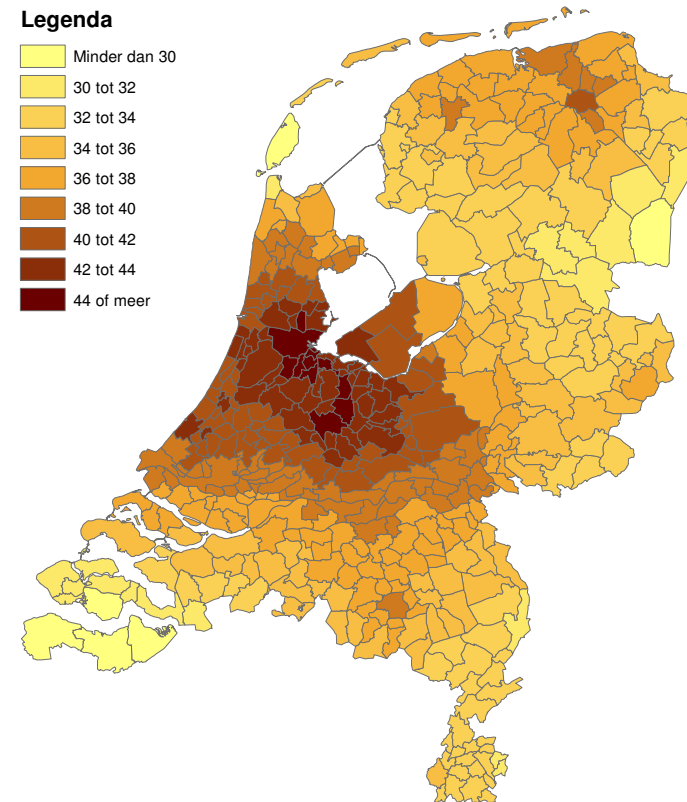 Legenda
Minder dan 30
30 tot 32
32 tot 34
34 tot 36
36 tot 38
38 tot 40
40 tot 42
42 tot 44
44 of meer